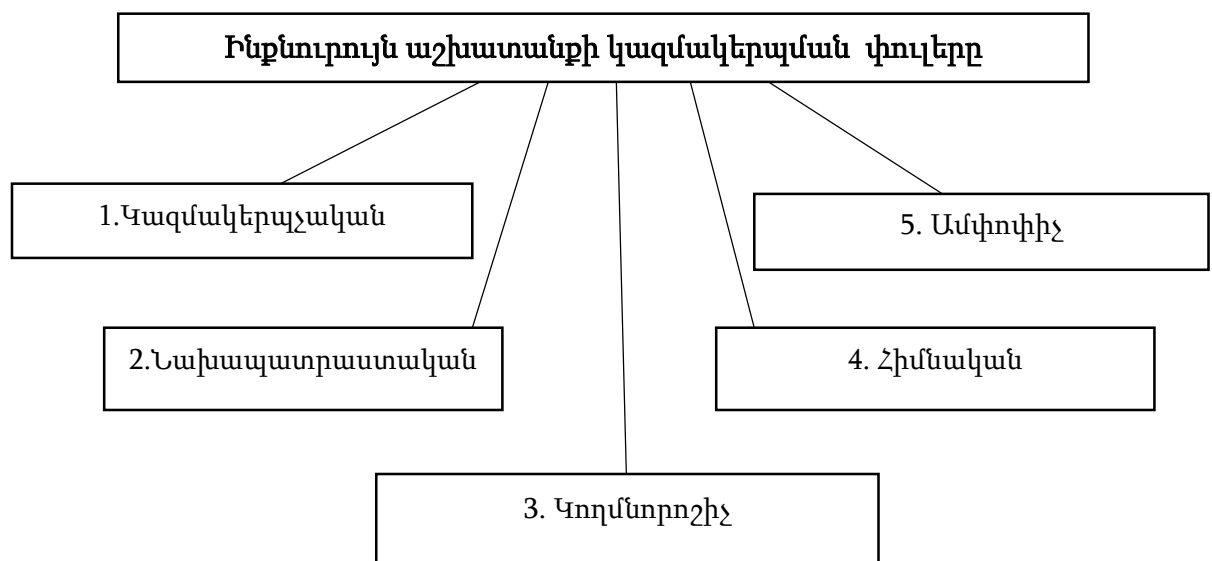 Ինքնուրույն աշխատանքի կազմակերպման փուլերը
1.Կազմակերպչական
2.Նախապատրաստական
3. Կողմնորոշիչ
4. Հիմնական
5. Ամփոփիչ